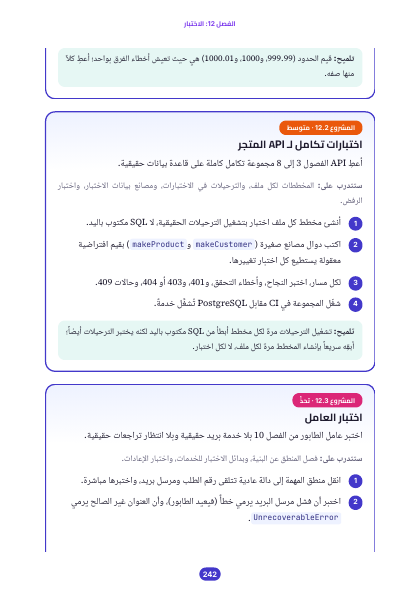 الفصل 12: الاختبار
تلميح: قيم الحدود (999.99، و1000، و1000.01) هي حيث تعيش أخطاء الفرق بواحد؛ أعطِ كلاً
منها صفه.
المشروع 12.2 · متوسط
اختبارات تكامل لـ API المتجر
أعطِ API الفصول 3 إلى 8 مجموعة تكامل كاملة على قاعدة بيانات حقيقية.
ستتدرب على: المخططات لكل ملف، والترحيلات في الاختبارات، ومصانع بيانات الاختبار، واختبار
الرفض.
1 أنشئ مخطط كل ملف اختبار بتشغيل الترحيلات الحقيقية، لا SQL مكتوب باليد.
2 اكتب دوال مصانع صغيرة (makeCustomer و makeProduct) بقيم افتراضية
معقولة يستطيع كل اختبار تغييرها.
3 لكل مسار، اختبر النجاح، وأخطاء التحقق، و401، و403 أو 404، وحالات 409.
4 شغّل المجموعة في CI مقابل PostgreSQL تُشغّل خدمةً.
تلميح: تشغيل الترحيلات مرة لكل مخطط أبطأ من SQL مكتوب باليد لكنه يختبر الترحيلات أيضاً؛
أبقِه سريعاً بإنشاء المخطط مرة لكل ملف، لا لكل اختبار.
المشروع 12.3 · تحدٍّ
اختبار العامل
اختبر عامل الطابور من الفصل 10 بلا خدمة بريد حقيقية وبلا انتظار تراجعات حقيقية.
ستتدرب على: فصل المنطق عن البنية، وبدائل الاختبار للخدمات، واختبار الإعادات.
1 انقل منطق المهمة إلى دالة عادية تتلقى رقم الطلب ومرسل بريد، واختبرها مباشرة.
2 اختبر أن فشل مرسل البريد يرمي خطأً (فيعيد الطابور)، وأن العنوان غير الصالح يرمي
UnrecoverableError.
242